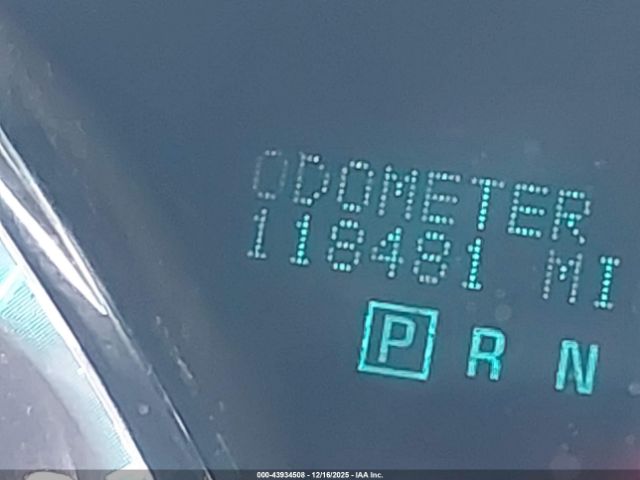 ODOMETER
118481 MI
P R N
000-43934508 - 12/16/2025 - IAA Inc.